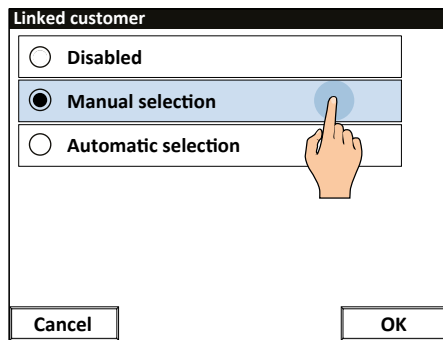 Linked customer
Disabled
Manual selection
Automatic selection
Cancel
OK